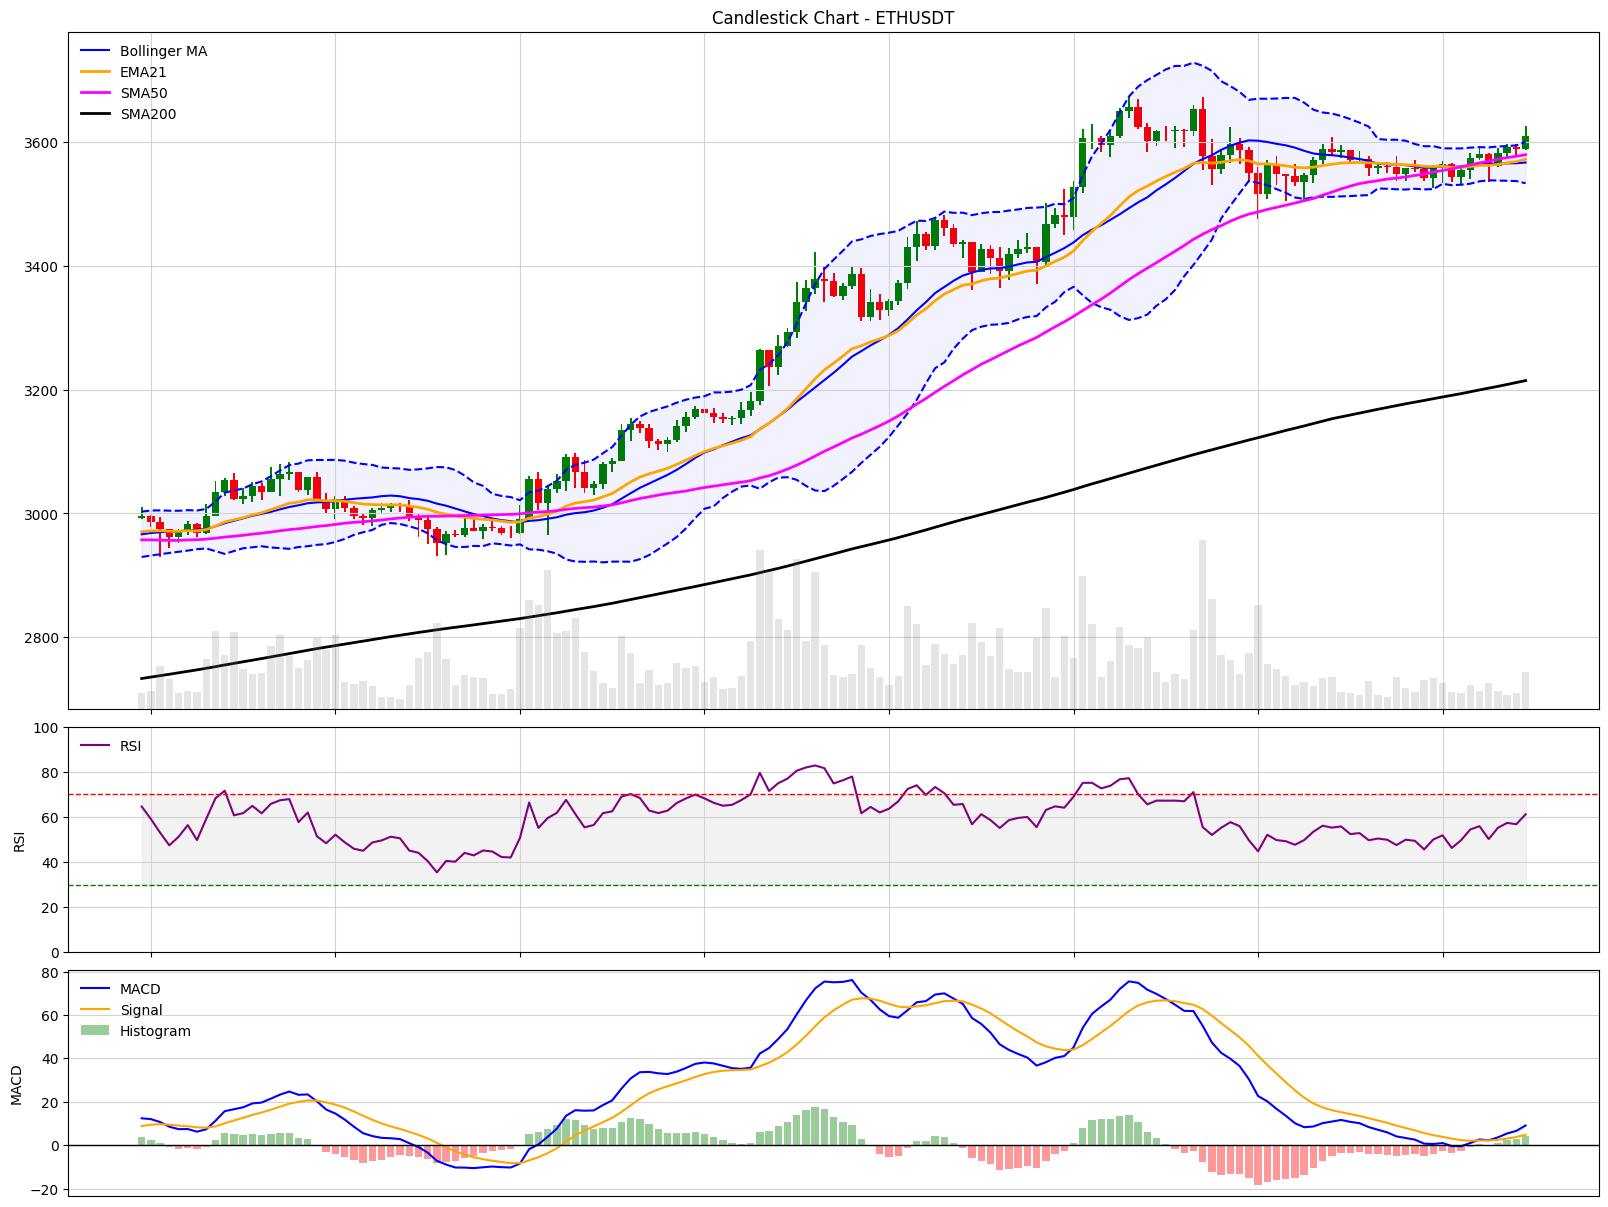 Candlestick Chart - ETHUSDT
Bollinger MA
EMA21
SMA50
SMA200
3600
3400
3200
3000
2800
RSI
100
80
60
40
20
0
RSI
MACD
Signal
Histogram
80
60
40
20
0
−20
MACD